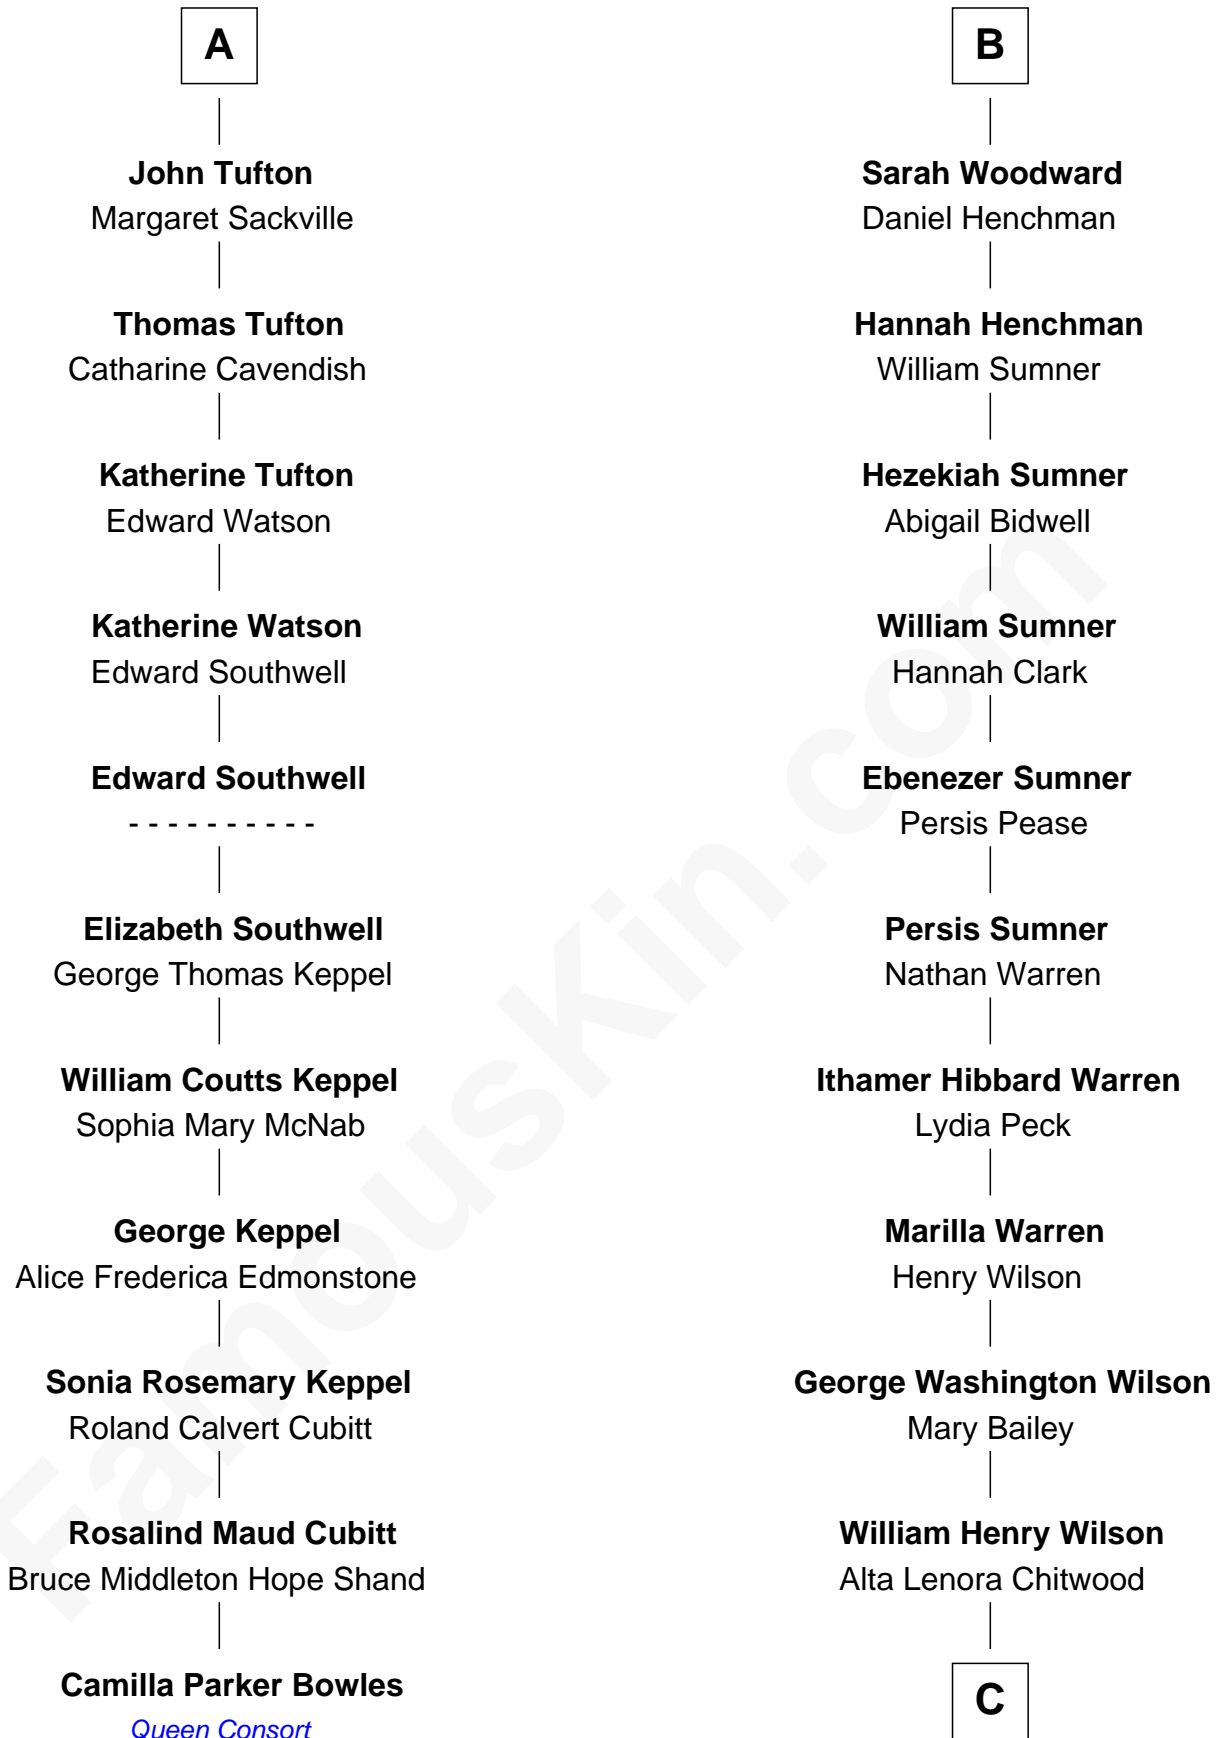 A
John Tufton
Margaret Sackville
Thomas Tufton
Catharine Cavendish
Katherine Tufton
Edward Watson
Katherine Watson
Edward Southwell
Edward Southwell
- - - - - - - - - -
Elizabeth Southwell
George Thomas Keppel
William Coutts Keppel
Sophia Mary McNab
George Keppel
Alice Frederica Edmonstone
Sonia Rosemary Keppel
Roland Calvert Cubitt
Rosalind Maud Cubitt
Bruce Middleton Hope Shand
Camilla Parker Bowles
Queen Consort
B
Sarah Woodward
Daniel Henchman
Hannah Henchman
William Sumner
Hezekiah Sumner
Abigail Bidwell
William Sumner
Hannah Clark
Ebenezer Sumner
Persis Pease
Persis Sumner
Nathan Warren
Ithamer Hibbard Warren
Lydia Peck
Marilla Warren
Henry Wilson
George Washington Wilson
Mary Bailey
William Henry Wilson
Alta Lenora Chitwood
C
FamousKin.com